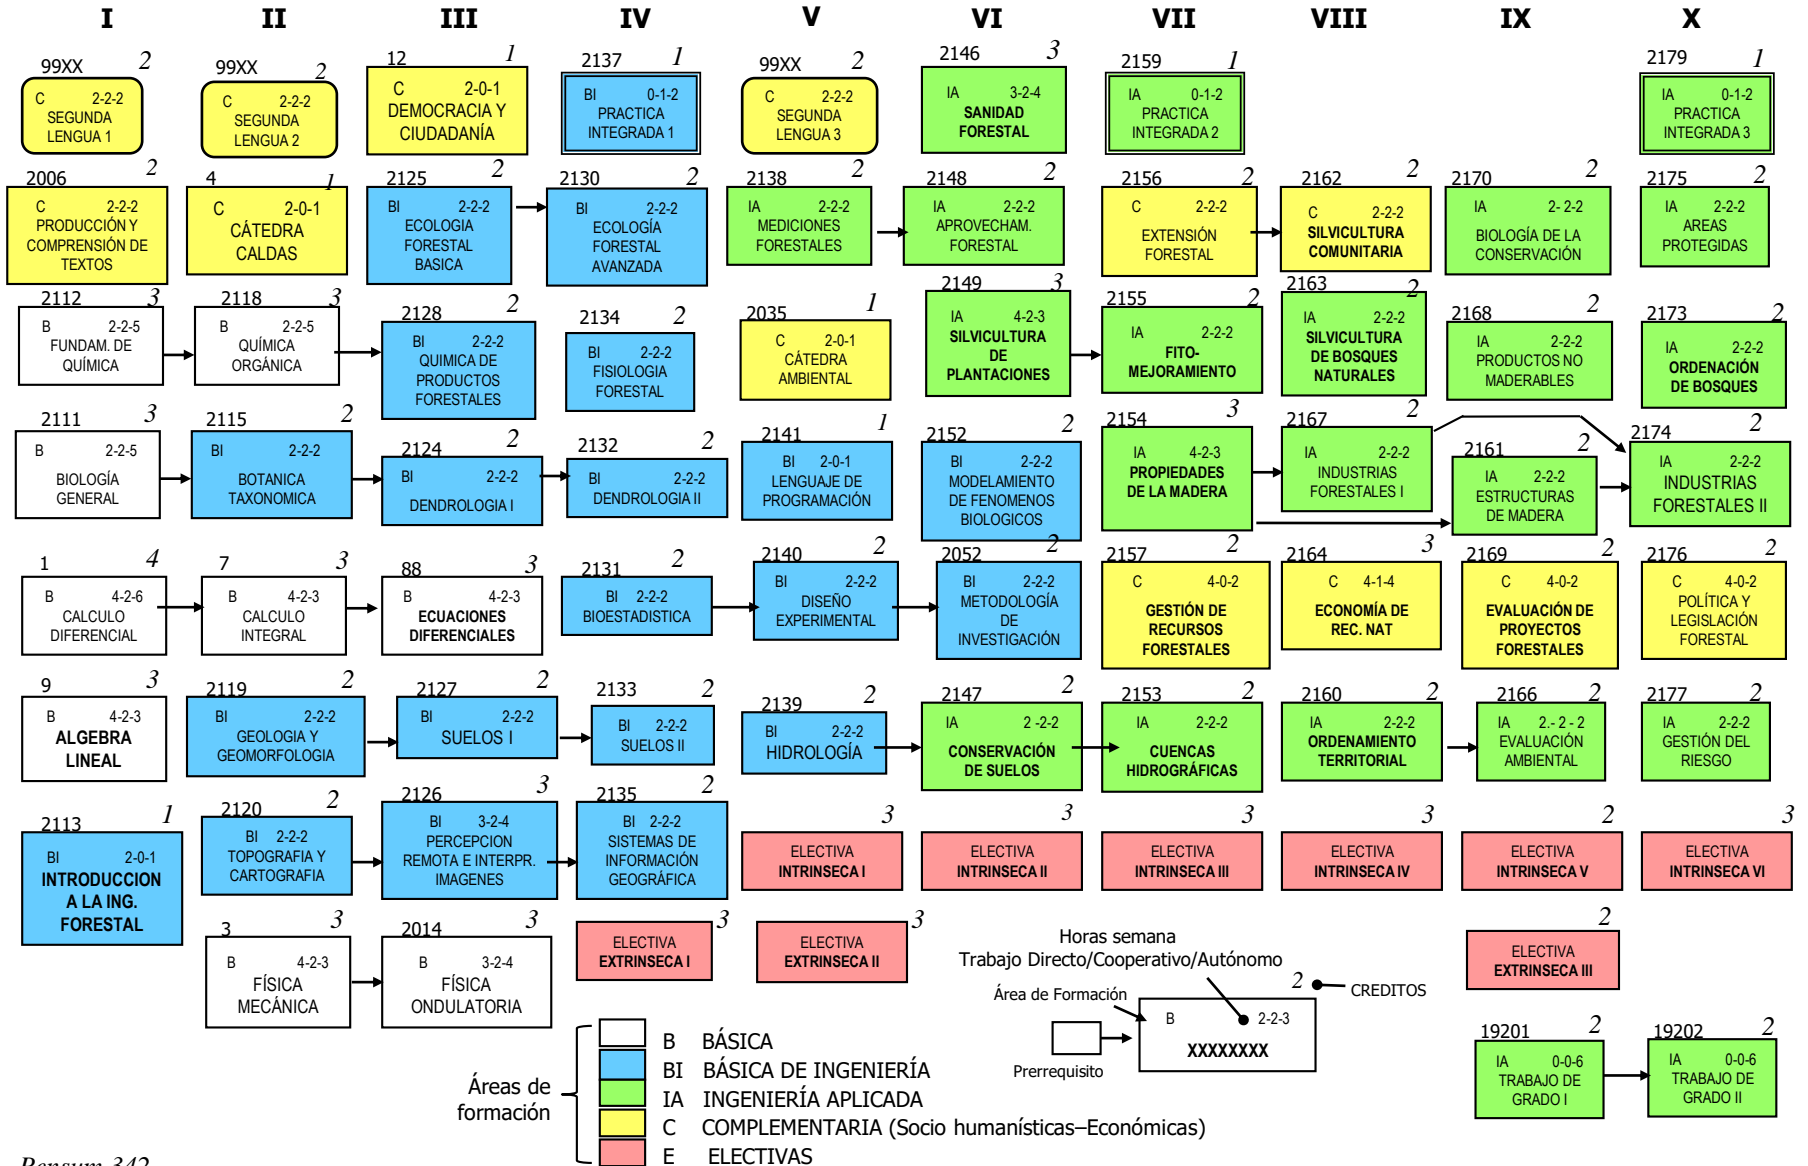 I II III IV V VI VII VIII IX X
99XX 2
C 2-2-2
SEGUNDA
LENGUA 1
99XX 2
C 2-2-2
SEGUNDA
LENGUA 2
12 1
C 2-0-1
DEMOCRACIA Y
CIUDADANÍA
2137 1
BI 0-1-2
PRACTICA
INTEGRADA 1
99XX 2
C 2-2-2
SEGUNDA
LENGUA 3
2146 3
IA 3-2-4
SANIDAD
FORESTAL
2159 1
IA 0-1-2
PRACTICA
INTEGRADA 2
2179 1
IA 0-1-2
PRACTICA
INTEGRADA 3
2006 2
C 2-2-2
PRODUCCIÓN Y
COMPRENSIÓN DE
TEXTOS
4 1
C 2-0-1
CÁTEDRA
CALDAS
2125 2
BI 2-2-2
ECOLOGIA
FORESTAL
BASICA
2130 2
BI 2-2-2
ECOLOGÍA
FORESTAL
AVANZADA
2138 2
IA 2-2-2
MEDICIONES
FORESTALES
2148 2
IA 2-2-2
APROVECHAM.
FORESTAL
2156 2
C 2-2-2
EXTENSIÓN
FORESTAL
2162 2
C 2-2-2
SILVICULTURA
COMUNITARIA
2170 2
IA 2- 2-2
BIOLOGÍA DE LA
CONSERVACIÓN
2175 2
IA 2-2-2
AREAS
PROTEGIDAS
2112 3
B 2-2-5
FUNDAM. DE
QUÍMICA
2118 3
B 2-2-5
QUÍMICA
ORGÁNICA
2128 2
BI 2-2-2
QUIMICA DE
PRODUCTOS
FORESTALES
2134 2
BI 2-2-2
FISIOLOGIA
FORESTAL
2035 1
C 2-0-1
CÁTEDRA
AMBIENTAL
2149 3
IA 4-2-3
SILVICULTURA
DE
PLANTACIONES
2155 2
IA 2-2-2
FITO-
MEJORAMIENTO
2163 2
IA 2-2-2
SILVICULTURA
DE BOSQUES
NATURALES
2168 2
IA 2-2-2
PRODUCTOS NO
MADERABLES
2173 2
IA 2-2-2
ORDENACIÓN
DE BOSQUES
2111 3
B 2-2-5
BIOLOGÍA
GENERAL
2115 2
BI 2-2-2
BOTANICA
TAXONOMICA
2124 2
BI 2-2-2
DENDROLOGIA I
2132 2
BI 2-2-2
DENDROLOGIA II
2141 1
BI 2-0-1
LENGUAJE DE
PROGRAMACIÓN
2152 2
BI 2-2-2
MODELAMIENTO
DE FENOMENOS
BIOLOGICOS
2154 3
IA 4-2-3
PROPIEDADES
DE LA MADERA
2167 2
IA 2-2-2
INDUSTRIAS
FORESTALES I
2161 2
IA 2-2-2
ESTRUCTURAS
DE MADERA
2174 2
IA 2-2-2
INDUSTRIAS
FORESTALES II
1 4
B 4-2-6
CALCULO
DIFERENCIAL
7 3
B 4-2-3
CALCULO
INTEGRAL
88 3
B 4-2-3
ECUACIONES
DIFERENCIALES
2131 2
BI 2-2-2
BIOESTADISTICA
2140 2
BI 2-2-2
DISEÑO
EXPERIMENTAL
2052 2
BI 2-2-2
METODOLOGÍA
DE
INVESTIGACIÓN
2157 2
C 4-0-2
GESTIÓN DE
RECURSOS
FORESTALES
2164 3
C 4-1-4
ECONOMÍA DE
REC. NAT
2169 2
C 4-0-2
EVALUACIÓN DE
PROYECTOS
FORESTALES
2176 2
C 4-0-2
POLÍTICA Y
LEGISLACIÓN
FORESTAL
9 3
B 4-2-3
ALGEBRA
LINEAL
2119 2
BI 2-2-2
GEOLOGIA Y
GEOMORFOLOGIA
2127 2
BI 2-2-2
SUELOS I
2133 2
BI 2-2-2
SUELOS II
2139 2
BI 2-2-2
HIDROLOGÍA
2147 2
IA 2 -2-2
CONSERVACIÓN
DE SUELOS
2153 2
IA 2-2-2
CUENCAS
HIDROGRÁFICAS
2160 2
IA 2-2-2
ORDENAMIENTO
TERRITORIAL
2166 2
IA 2.- 2 - 2
EVALUACIÓN
AMBIENTAL
2177 2
IA 2-2-2
GESTIÓN DEL
RIESGO
2113 1
BI 2-0-1
INTRODUCCION
A LA ING.
FORESTAL
2120 2
BI 2-2-2
TOPOGRAFIA Y
CARTOGRAFIA
2126 3
BI 3-2-4
PERCEPCION
REMOTA E INTERPR.
IMAGENES
2135 2
BI 2-2-2
SISTEMAS DE
INFORMACIÓN
GEOGRÁFICA
3
ELECTIVA
INTRINSECA I
3
ELECTIVA
INTRINSECA II
3
ELECTIVA
INTRINSECA III
3
ELECTIVA
INTRINSECA IV
2
ELECTIVA
INTRINSECA V
3
ELECTIVA
INTRINSECA VI
3 3
B 4-2-3
FÍSICA
MECÁNICA
2014 3
B 3-2-4
FÍSICA
ONDULATORIA
3
ELECTIVA
EXTRINSECA I
3
ELECTIVA
EXTRINSECA II
2
ELECTIVA
EXTRINSECA III
Horas semana
Trabajo Directo/Cooperativo/Autónomo
Área de Formación
2 CREDITOS
B 2-2-3
XXXXXXXX
Prerrequisito
19201 2
IA 0-0-6
TRABAJO DE
GRADO I
19202 2
IA 0-0-6
TRABAJO DE
GRADO II
Áreas de
formación
B BÁSICA
BI BÁSICA DE INGENIERÍA
IA INGENIERÍA APLICADA
C COMPLEMENTARIA (Socio humanísticas–Económicas)
E ELECTIVAS
Pensum 342